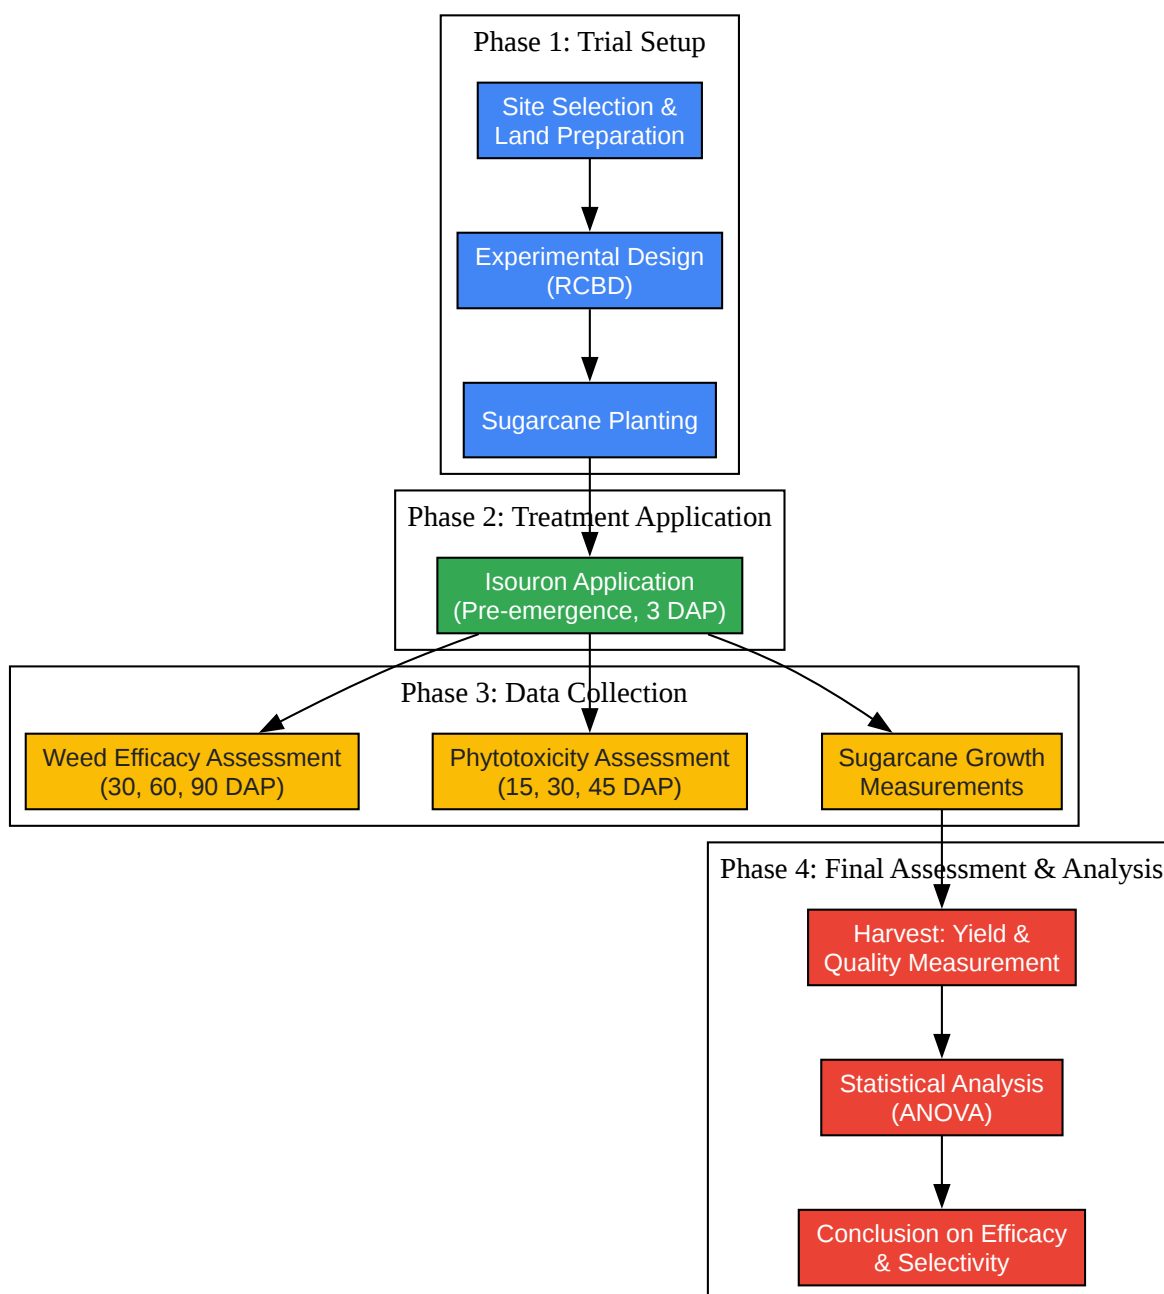 Phase 1: Trial Setup
Site Selection &
Land Preparation
Experimental Design
(RCBD)
Sugarcane Planting
Phase 2: Treatment Application
Isouron Application
(Pre-emergence, 3 DAP)
Phase 3: Data Collection
Weed Efficacy Assessment
(30, 60, 90 DAP)
Phytotoxicity Assessment
(15, 30, 45 DAP)
Sugarcane Growth
Measurements
Phase 4: Final Assessment & Analysis
Harvest: Yield &
Quality Measurement
Statistical Analysis
(ANOVA)
Conclusion on Efficacy
& Selectivity